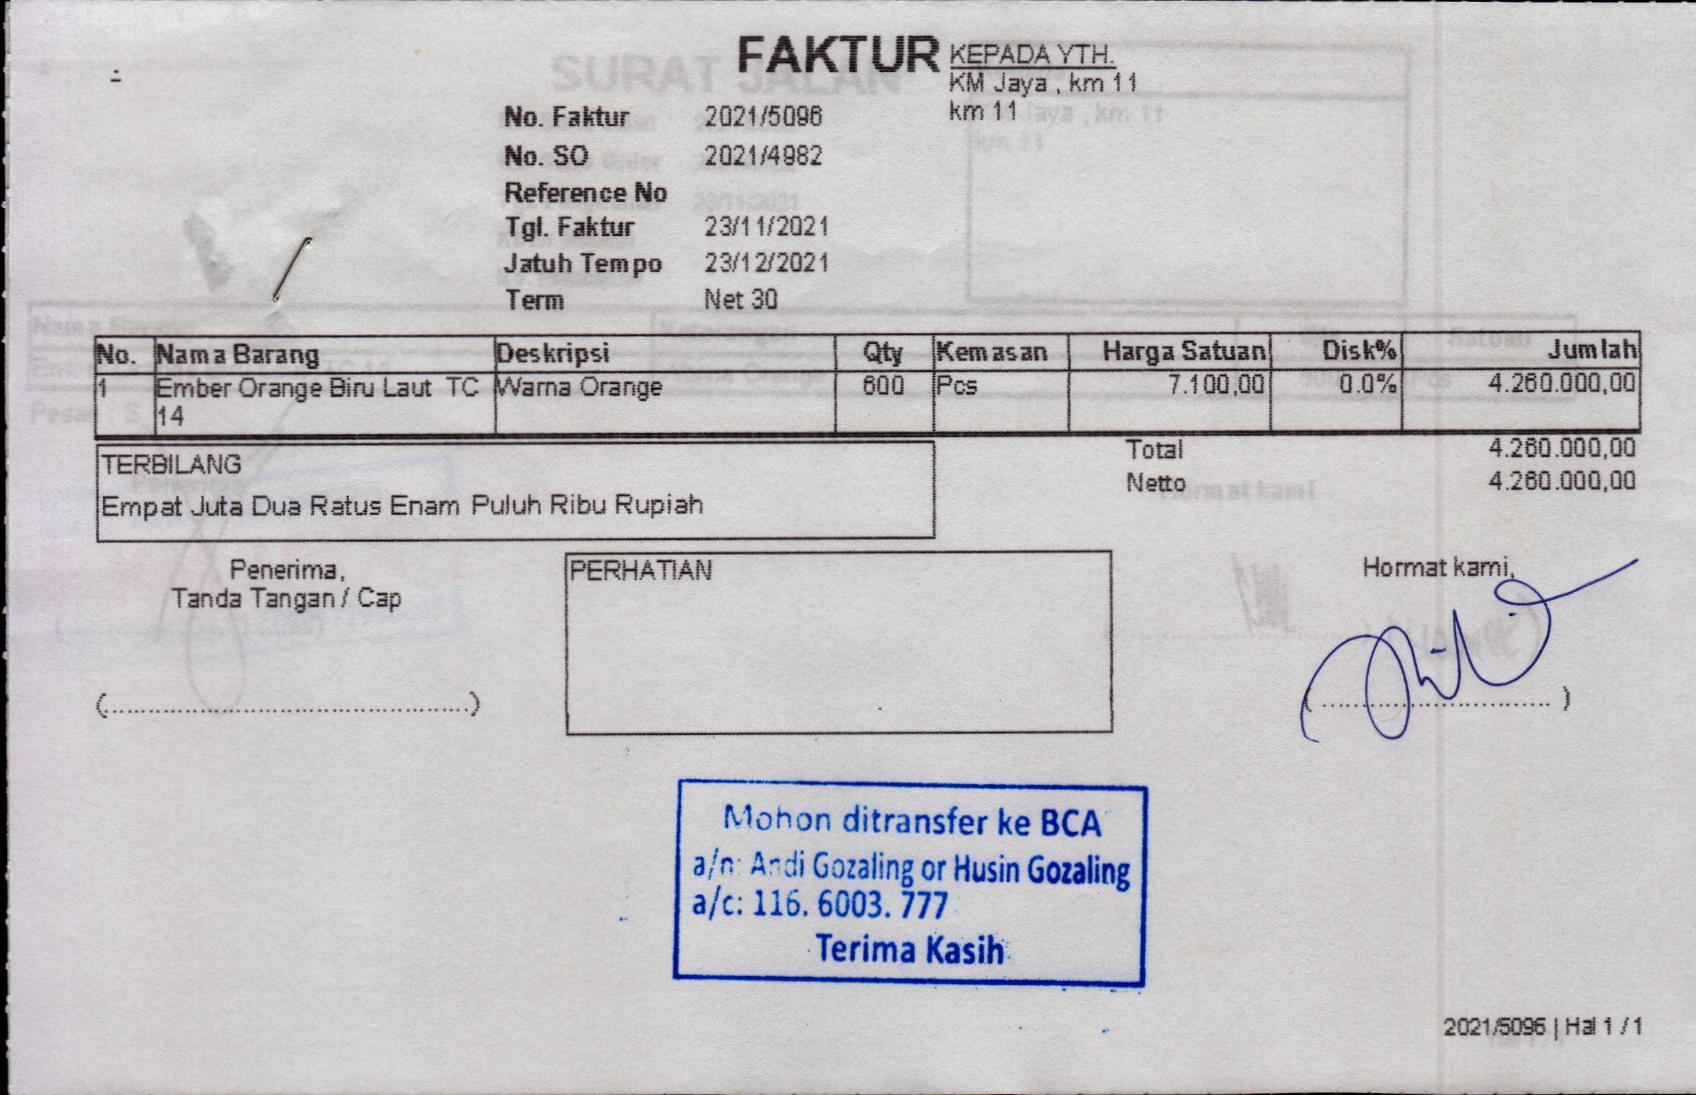 FAKTUR
KEPADA YTH.
KM Jaya , km 11
km 11
No. Faktur 2021/5096
No. SO 2021/4982
Reference No
Tgl. Faktur 23/11/2021
Jatuh Tempo 23/12/2021
Term Net 30
No. Nama Barang Deskripsi Qty Kemasan Harga Satuan Disk% Jumlah
1 Ember Orange Biru Laut TC Warna Orange 600 Pcs 7.100,00 0.0% 4.260.000,00
14
Total 4.260.000,00
Netto 4.260.000,00
TERBILANG
Empat Juta Dua Ratus Enam Puluh Ribu Rupiah
Penerima,
Tanda Tangan / Cap
(..............................................)
PERHATIAN
Hormat kami,
(..............................)
Mohon ditransfer ke BCA
a/n: Andi Gozaling or Husin Gozaling
a/c: 116. 6003. 777
Terima Kasih
2021/5096 | Hal 1 / 1